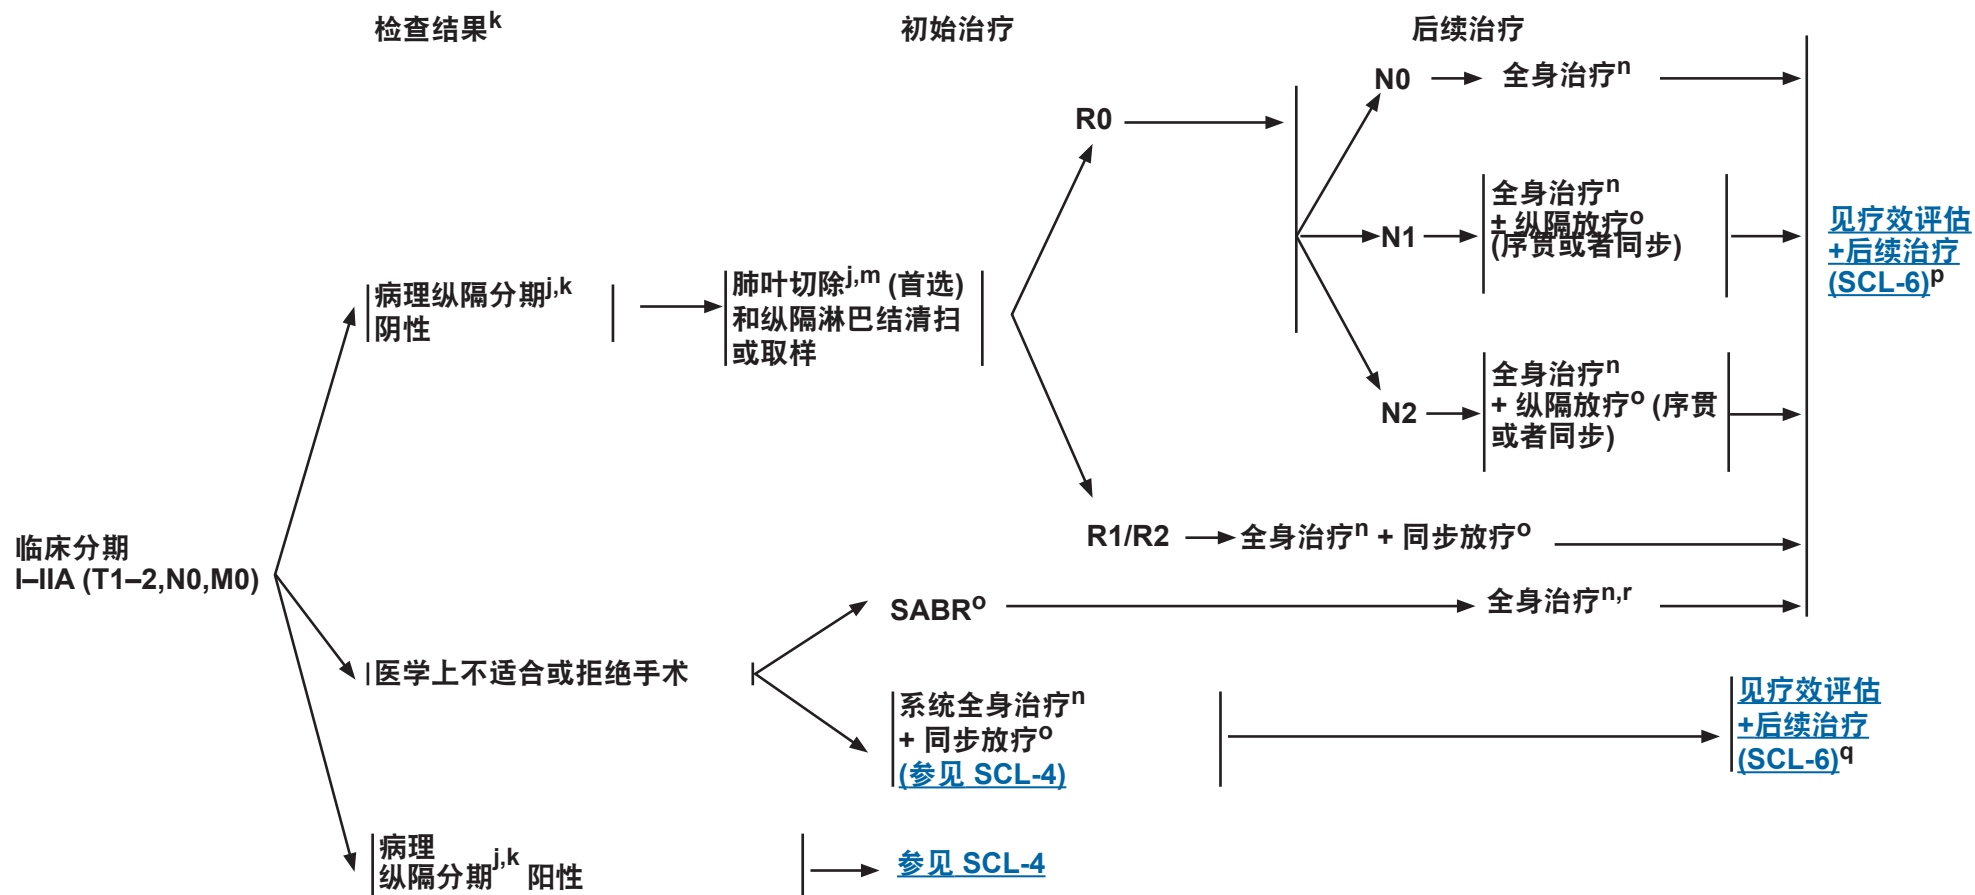 检查结果k
初始治疗
后续治疗
N0
全身治疗n
R0
N1
全身治疗n
± 纵隔放疗o
(序贯或者同步)
见疗效评估
+后续治疗
(SCL-6)p
病理纵隔分期j,k
阴性
肺叶切除j,m (首选)
和纵隔淋巴结清扫
或取样
N2
全身治疗n
+ 纵隔放疗o (序贯
或者同步)
R1/R2
全身治疗n + 同步放疗o
临床分期
I–IIA (T1–2,N0,M0)
SABRo
全身治疗n,r
医学上不适合或拒绝手术
系统全身治疗n
+ 同步放疗o
(参见 SCL-4)
见疗效评估
+后续治疗
(SCL-6)q
病理
纵隔分期j,k 阳性
参见 SCL-4